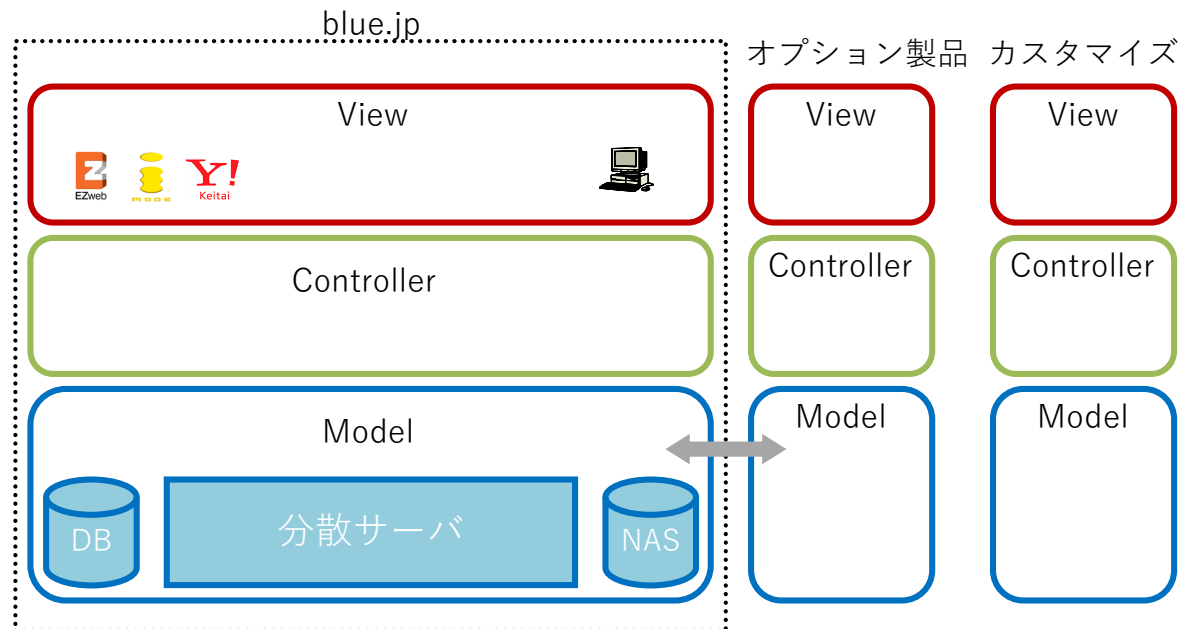 blue.jp
オプション製品
カスタマイズ
View
View
View
EZweb
mode
Y!
Keitai
Controller
Controller
Controller
Model
Model
Model
DB
分散サーバ
NAS